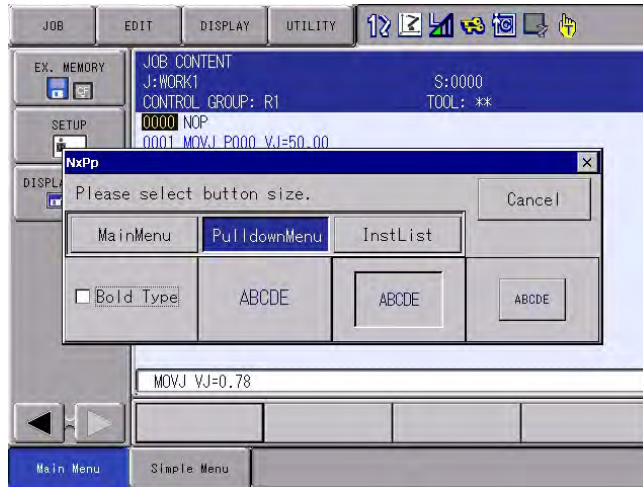 JOB EDIT DISPLAY UTILITY
EX. MEMORY
CF
SETUP
JOB CONTENT
J:WORK1 S:0000
CONTROL GROUP: R1 TOOL: **
0000 NOP
0001 MOVJ P000 VJ=50.00
NxPp
Please select button size.
Cancel
MainMenu PulldownMenu InstList
Bold Type ABCDE ABCDE ABCDE
MOVJ VJ=0.78
Main Menu Simple Menu